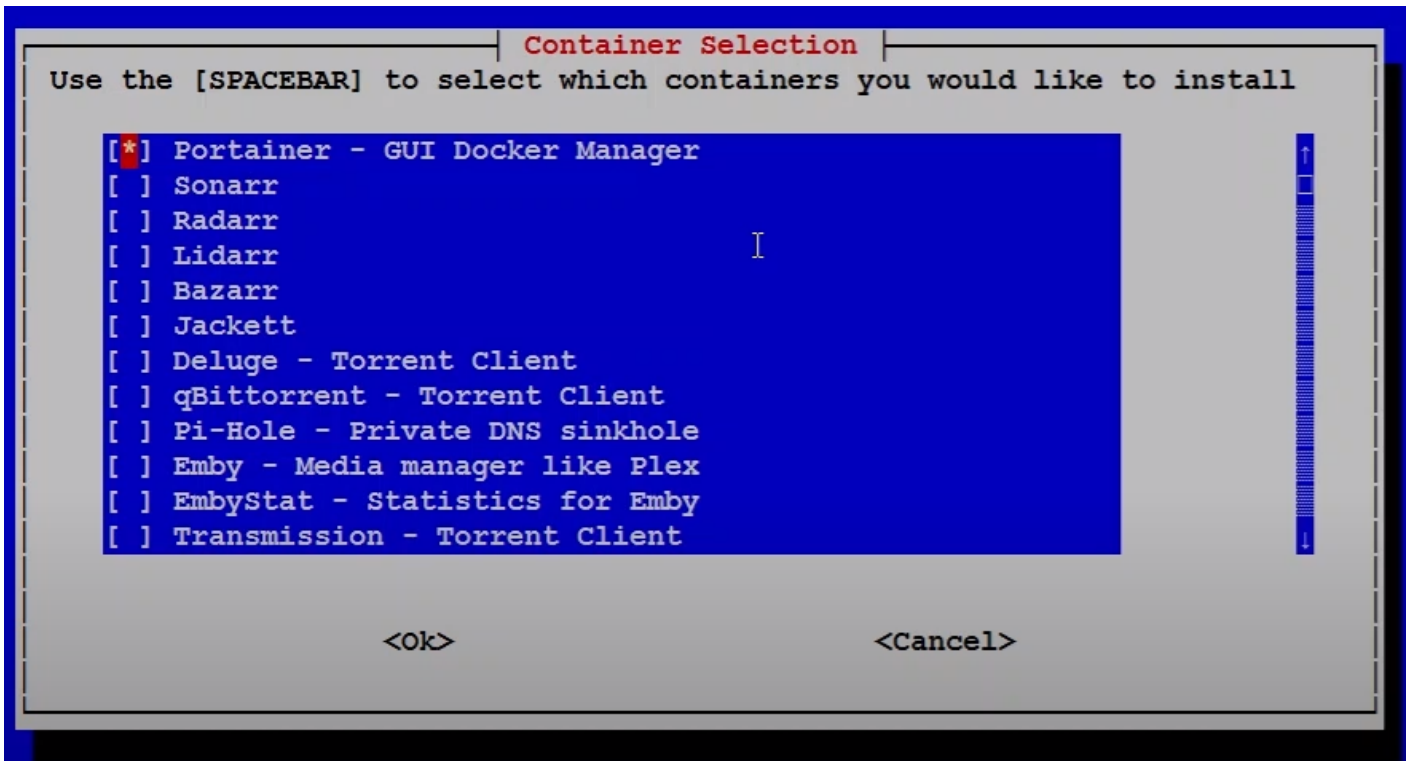 Container Selection
Use the [SPACEBAR] to select which containers you would like to install
[*] Portainer - GUI Docker Manager
[ ] Sonarr
[ ] Radarr
[ ] Lidarr
[ ] Bazarr
[ ] Jackett
[ ] Deluge - Torrent Client
[ ] qBittorrent - Torrent Client
[ ] Pi-Hole - Private DNS sinkhole
[ ] Emby - Media manager like Plex
[ ] EmbyStat - Statistics for Emby
[ ] Transmission - Torrent Client
<Ok> <Cancel>